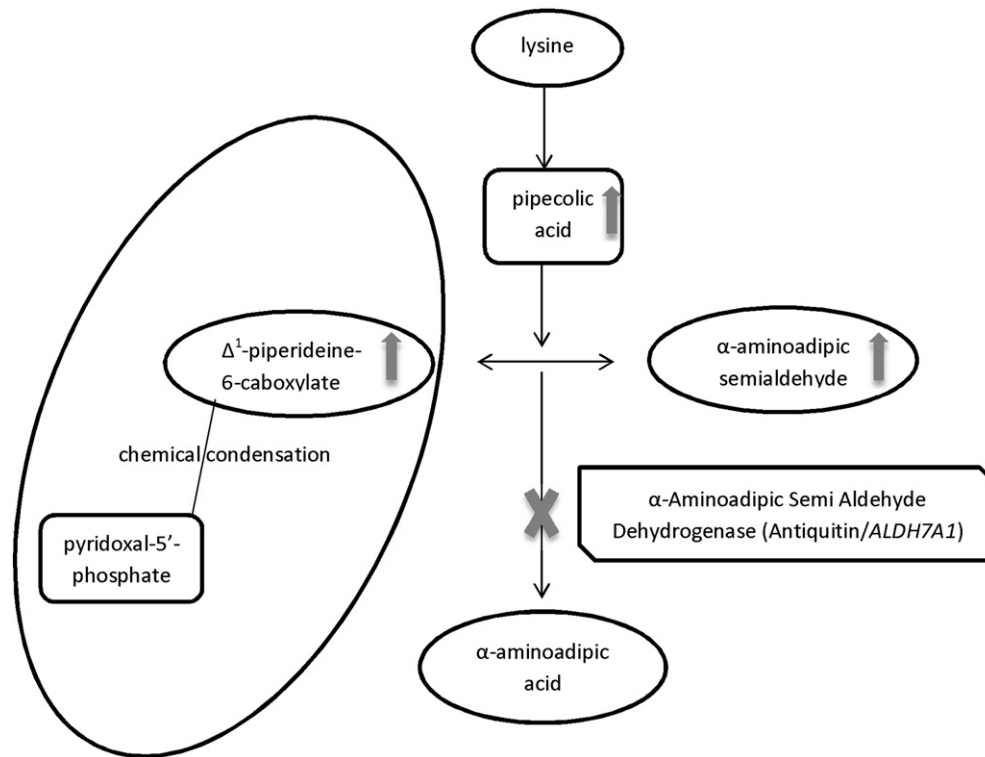 lysine
pipecolic
acid
Δ¹-piperideine-
6-caboxylate
α-aminoadipic
semialdehyde
chemical condensation
pyridoxal-5'-
phosphate
α-Aminoadipic Semi Aldehyde
Dehydrogenase (Antiquitin/ALDH7A1)
α-aminoadipic
acid